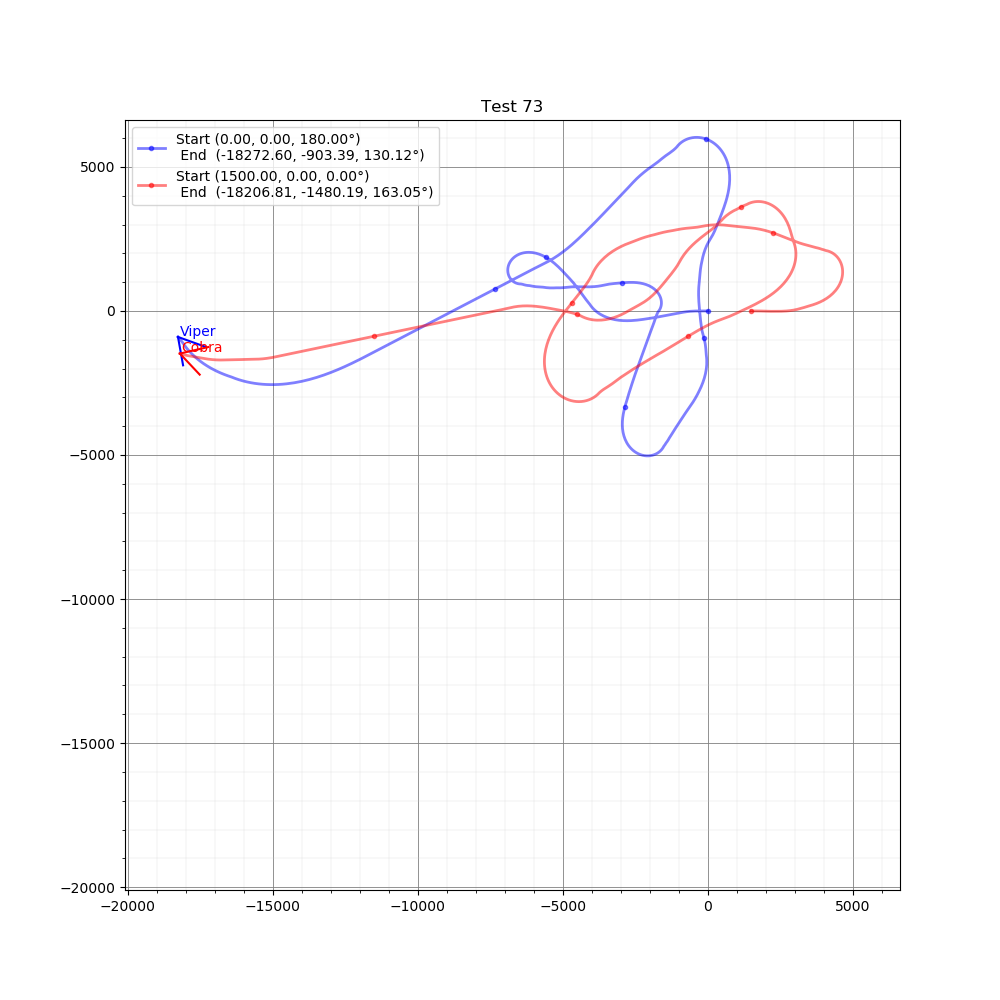 Test 73
Start (0.00, 0.00, 180.00°)
End (-18272.60, -903.39, 130.12°)
Start (1500.00, 0.00, 0.00°)
End (-18206.81, -1480.19, 163.05°)
5000
0
−5000
−10000
−15000
−20000
Viper
Cobra
−20000 −15000 −10000 −5000 0 5000